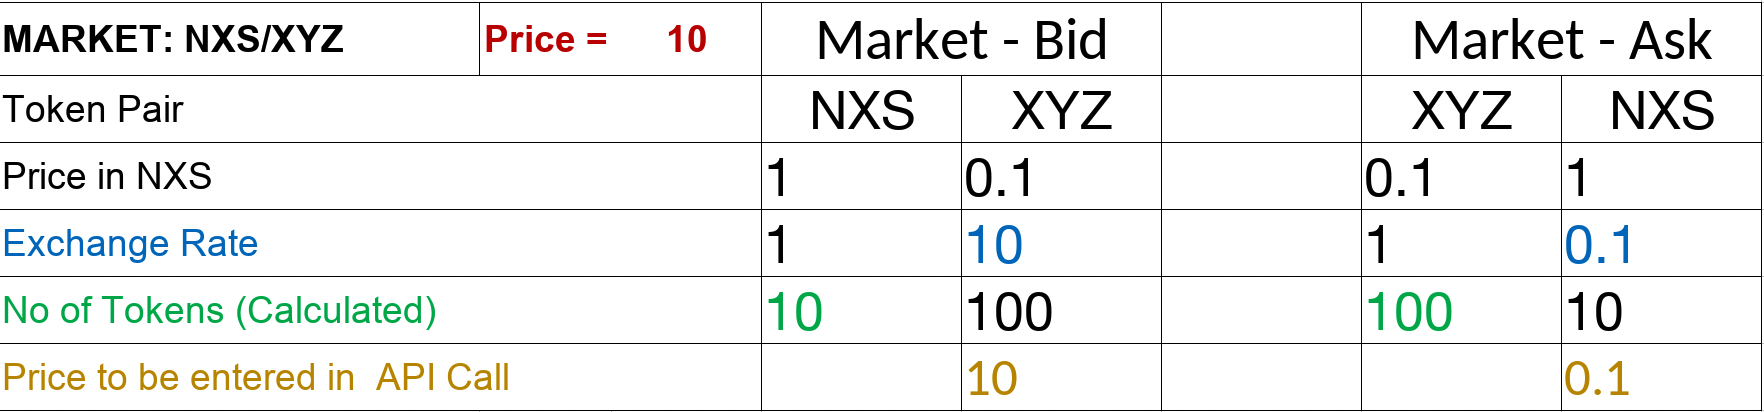 MARKET: NXS/XYZ Price = 10 Market - Bid Market - Ask
Token Pair NXS XYZ XYZ NXS
Price in NXS 1 0.1 0.1 1
Exchange Rate 1 10 1 0.1
No of Tokens (Calculated) 10 100 100 10
Price to be entered in API Call 10 0.1